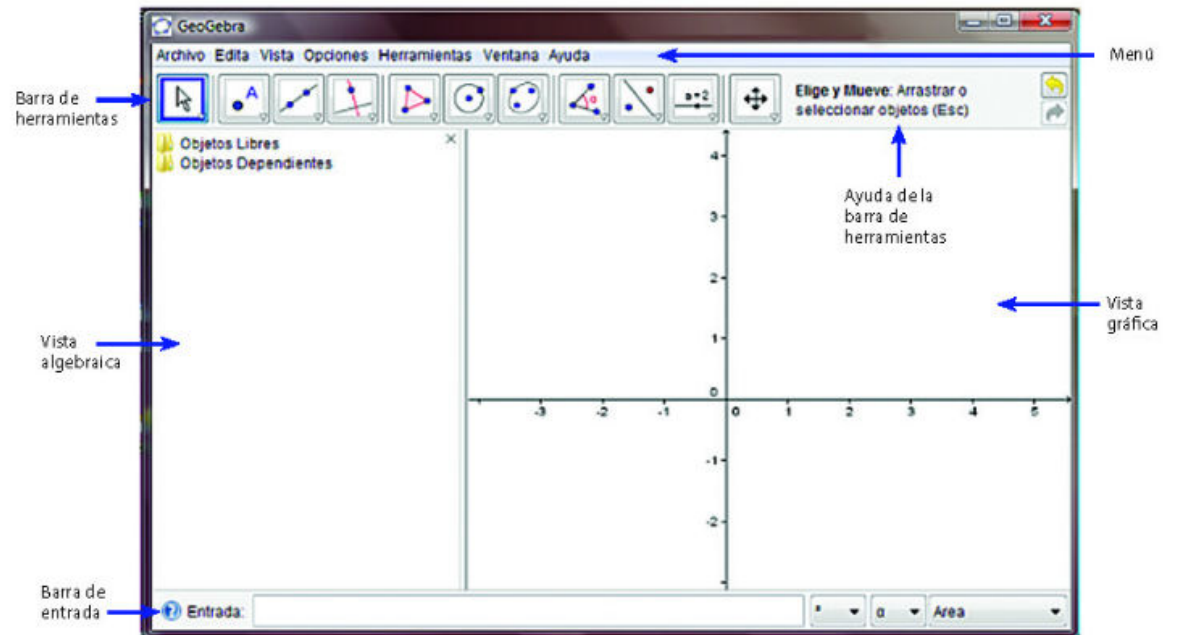 GeoGebra
Archivo Edita Vista Opciones Herramientas Ventana Ayuda
Menú
Barra de
herramientas
A
α
a=2
Elige y Mueve: Arrastrar o
seleccionar objetos (Esc)
Objetos Libres
Objetos Dependientes
Ayuda de la
barra de
herramientas
Vista
gráfica
Vista
algebraica
4
3
2
1
0
-3 -2 -1 0 1 2 3 4 5
-1
-2
Barra de
entrada
Entrada:
α
Area